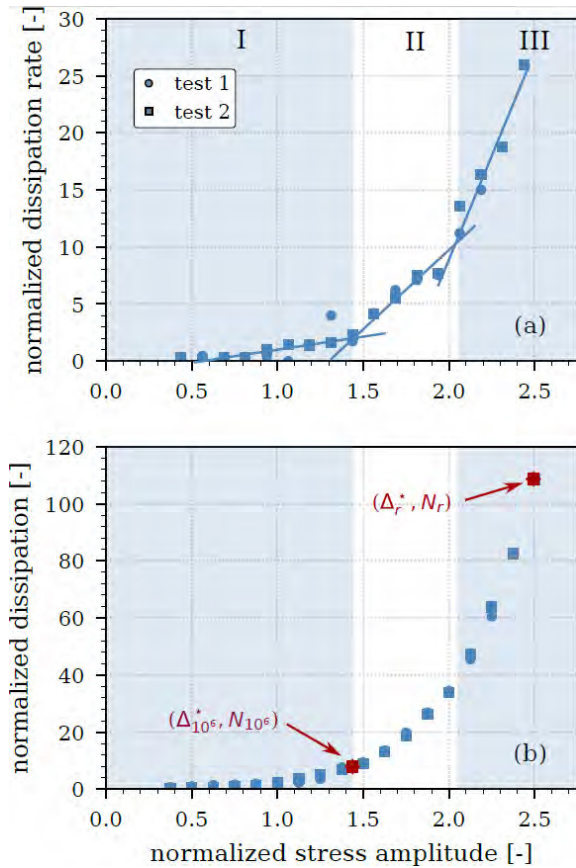 30
25
20
15
10
5
0
normalized dissipation rate [-]
I
II
III
test 1
test 2
(a)
0.0 0.5 1.0 1.5 2.0 2.5
120
100
80
60
40
20
0
normalized dissipation [-]
(Δ*r, Nr)
(Δ*10⁶, N10⁶)
(b)
0.0 0.5 1.0 1.5 2.0 2.5
normalized stress amplitude [-]